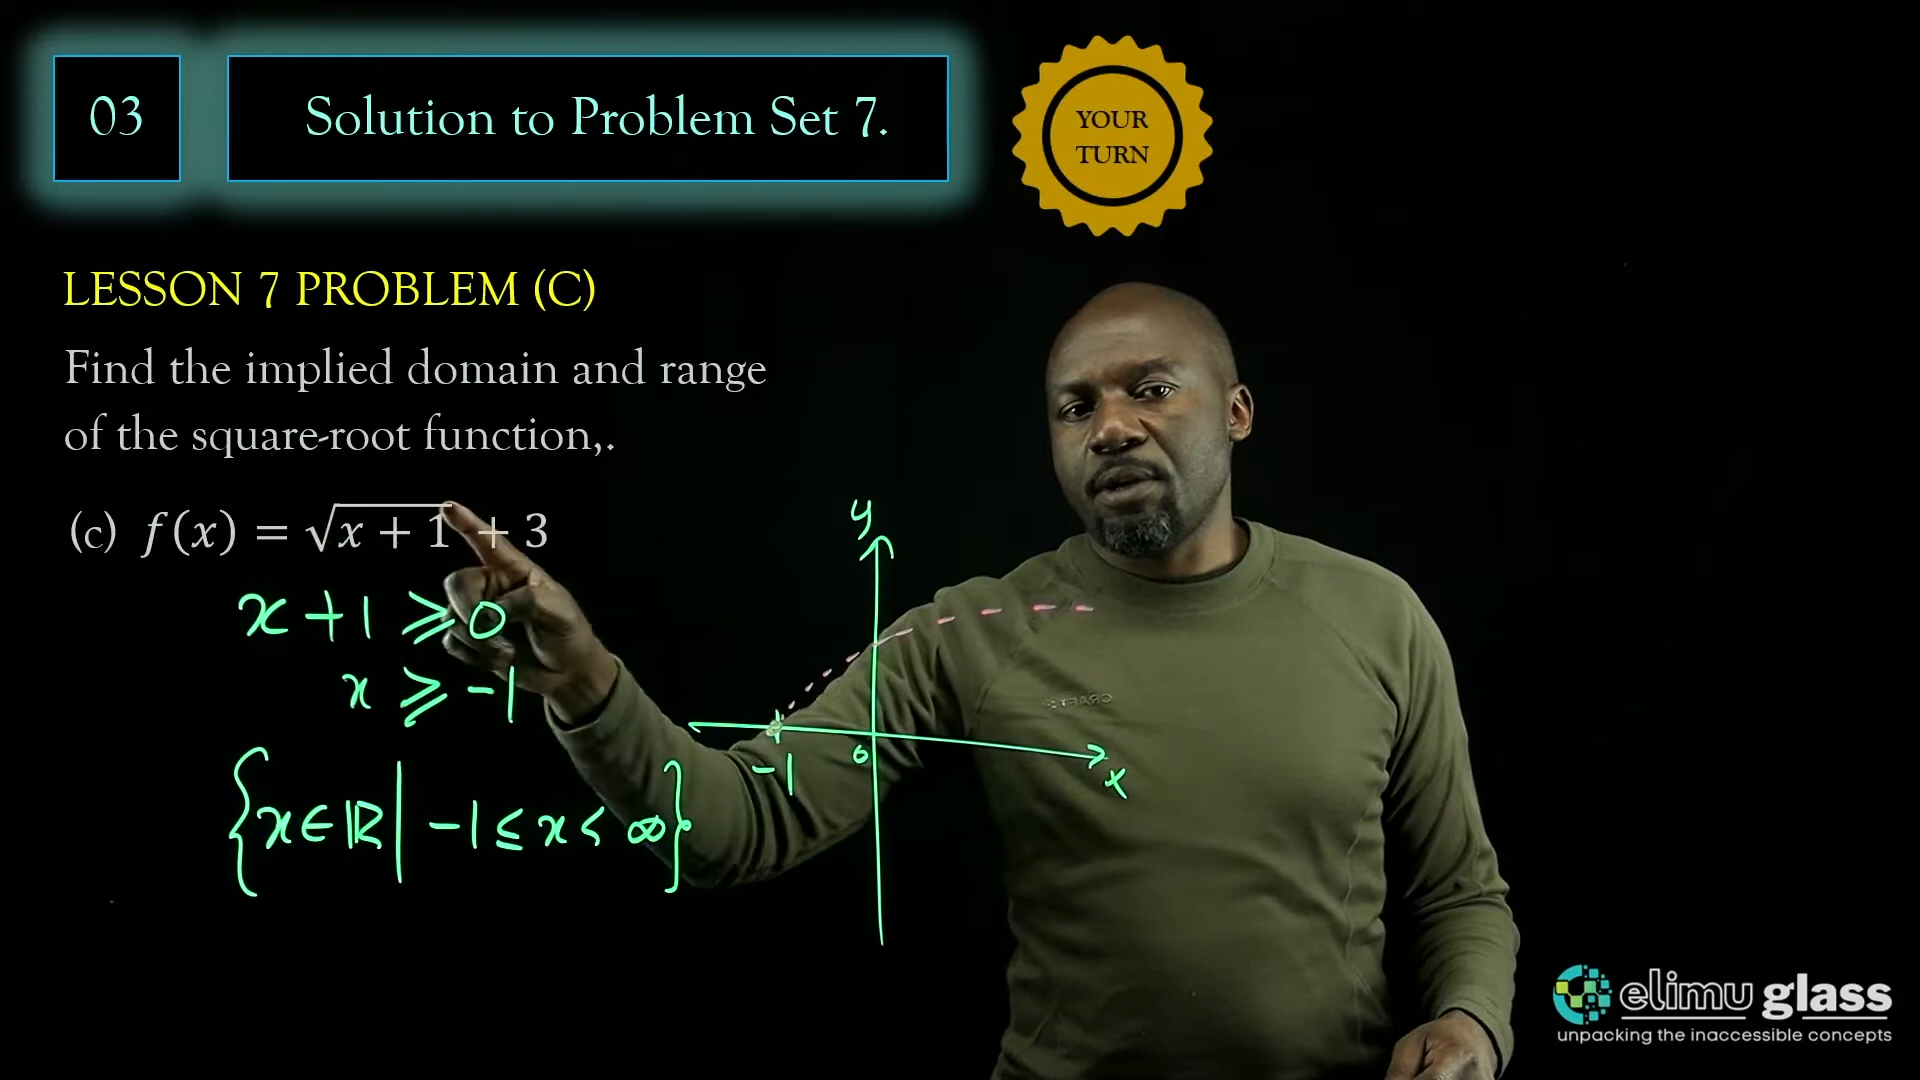 03
Solution to Problem Set 7.
YOUR
TURN
LESSON 7 PROBLEM (C)
Find the implied domain and range
of the square-root function,.
(c) f(x) = √(x + 1) + 3
x + 1 ⩾ 0
x ⩾ -1
{x ∈ ℝ | -1 ≤ x < ∞}
y
-1
0
x
CRAFT
elimu glass
unpacking the inaccessible concepts